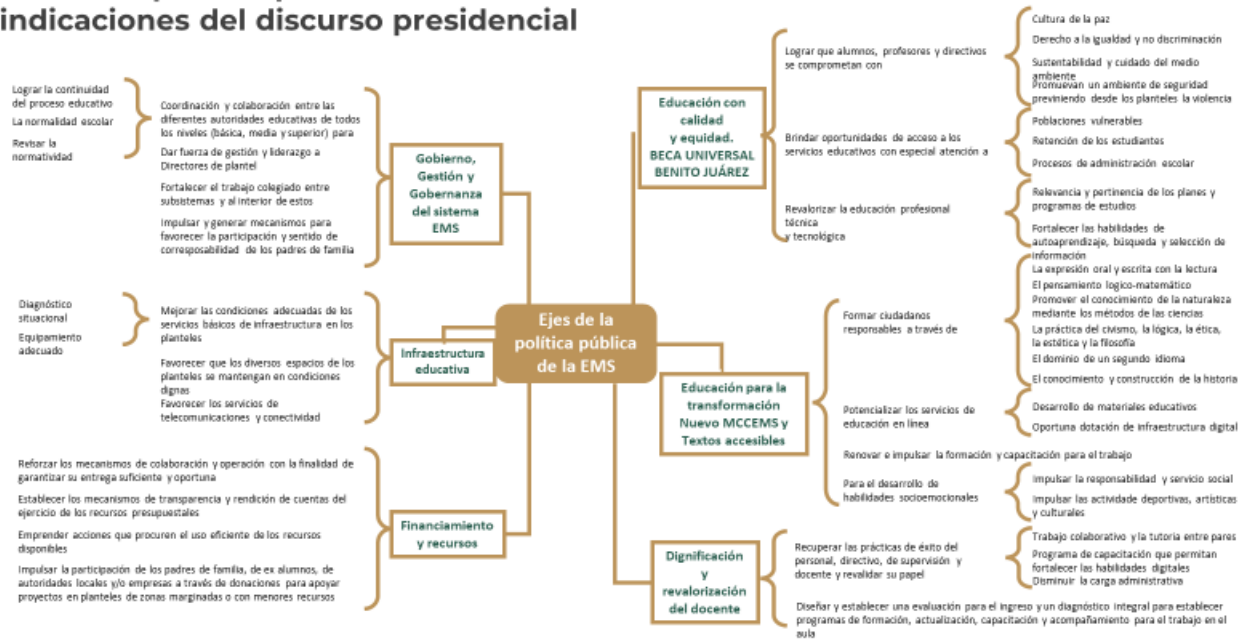 indicaciones del discurso presidencial
Lograr la continuidad
del proceso educativo
La normalidad escolar
Revisar la
normatividad
Coordinación y colaboración entre las
diferentes autoridades educativas de todos
los niveles (básica, media y superior) para
Dar fuerza de gestión y liderazgo a
Directores de plantel
Fortalecer el trabajo colegiado entre
subsistemas y al interior de estos
Impulsar y generar mecanismos para
favorecer la participación y sentido de
corresposabilidad de los padres de familia
Gobierno,
Gestión y
Gobernanza
del sistema
EMS
Diagnóstico
situacional
Equipamiento
adecuado
Mejorar las condiciones adecuadas de los
servicios básicos de infraestructura en los
planteles
Favorecer que los diversos espacios de los
planteles se mantengan en condiciones
dignas
Favorecer los servicios de
telecomunicaciones y conectividad
Infraestructura
educativa
Reforzar los mecanismos de colaboración y operación con la finalidad de
garantizar su entrega suficiente y oportuna
Establecer los mecanismos de transparencia y rendición de cuentas del
ejercicio de los recursos presupuestales
Emprender acciones que procuren el uso eficiente de los recursos
disponibles
Impulsar la participación de los padres de familia, de ex alumnos, de
autoridades locales y/o empresas a través de donaciones para apoyar
proyectos en planteles de zonas marginadas o con menores recursos
Financiamiento
y recursos
Ejes de la
política pública
de la EMS
Educación con
calidad
y equidad.
BECA UNIVERSAL
BENITO JUÁREZ
Lograr que alumnos, profesores y directivos
se comprometan con
Cultura de la paz
Derecho a la igualdad y no discriminación
Sustentabilidad y cuidado del medio
ambiente
Promuevan un ambiente de seguridad
previniendo desde los planteles la violencia
Brindar oportunidades de acceso a los
servicios educativos con especial atención a
Poblaciones vulnerables
Retención de los estudiantes
Procesos de administración escolar
Revalorizar la educación profesional
técnica
y tecnológica
Relevancia y pertinencia de los planes y
programas de estudios
Fortalecer las habilidades de
autoaprendizaje, búsqueda y selección de
información
Educación para la
transformación
Nuevo MCCEMS y
Textos accesibles
Formar ciudadanos
responsables a través de
La expresión oral y escrita con la lectura
El pensamiento logico-matemático
Promover el conocimiento de la naturaleza
mediante los métodos de las ciencias
La práctica del civismo, la lógica, la ética,
la estética y la filosofía
El dominio de un segundo idioma
El conocimiento y construcción de la historia
Potencializar los servicios de
educación en línea
Desarrollo de materiales educativos
Oportuna dotación de infraestructura digital
Renovar e impulsar la formación y capacitación para el trabajo
Para el desarrollo de
habilidades socioemocionales
Impulsar la responsabilidad y servicio social
Impulsar las actividade deportivas, artísticas
y culturales
Dignificación
y
revalorización
del docente
Recuperar las prácticas de éxito del
personal, directivo, de supervisión y
docente y revalidar su papel
Trabajo colaborativo y la tutoria entre pares
Programa de capacitación que permitan
fortalecer las habilidades digitales
Disminuir la carga administrativa
Diseñar y establecer una evaluación para el ingreso y un diagnóstico integral para establecer
programas de formación, actualización, capacitación y acompañamiento para el trabajo en el
aula